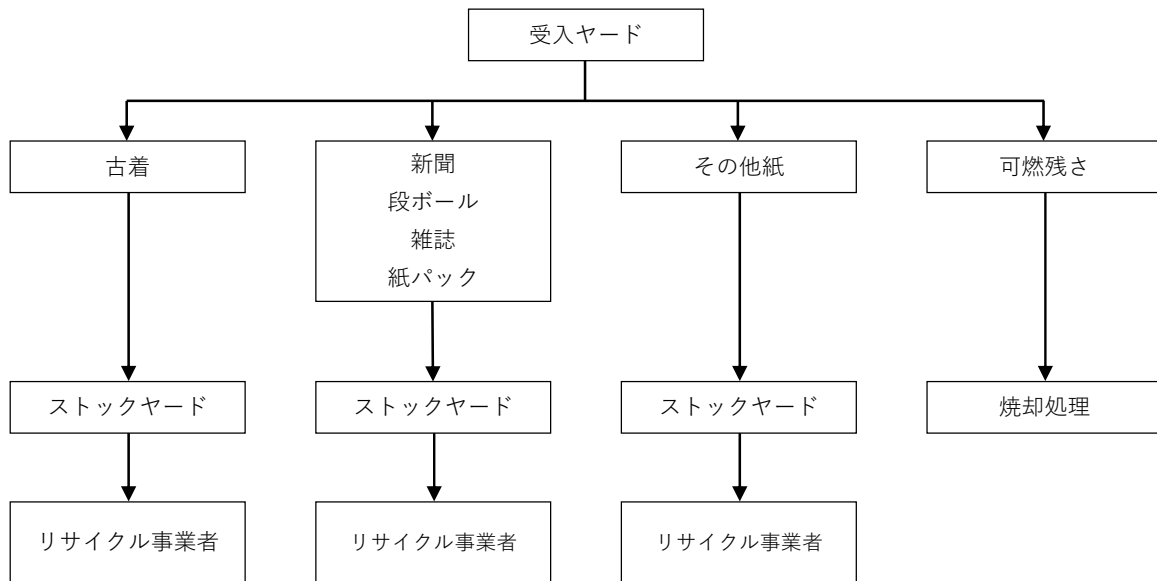 受入ヤード
古着
新聞
段ボール
雑誌
紙パック
その他紙
可燃残さ
ストックヤード
ストックヤード
ストックヤード
焼却処理
リサイクル事業者
リサイクル事業者
リサイクル事業者